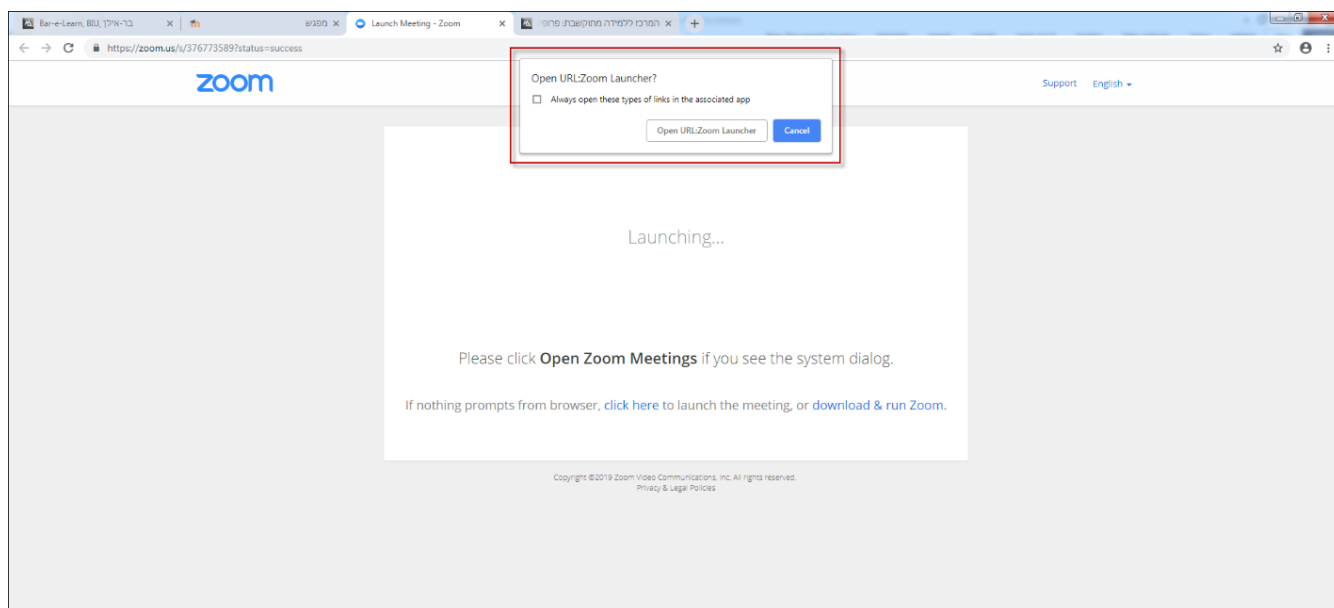 Bar-e-Learn, BIU, בר-אילן
מפגש
Launch Meeting - Zoom
המרכז ללמידה מתוקשבת: פרופי
https://zoom.us/s/376773589?status=success
zoom
Support English
Open URL:Zoom Launcher?
Always open these types of links in the associated app
Open URL:Zoom Launcher Cancel
Launching...
Please click Open Zoom Meetings if you see the system dialog.
If nothing prompts from browser, click here to launch the meeting, or download & run Zoom.
Copyright ©2019 Zoom Video Communications, Inc. All rights reserved.
Privacy & Legal Policies